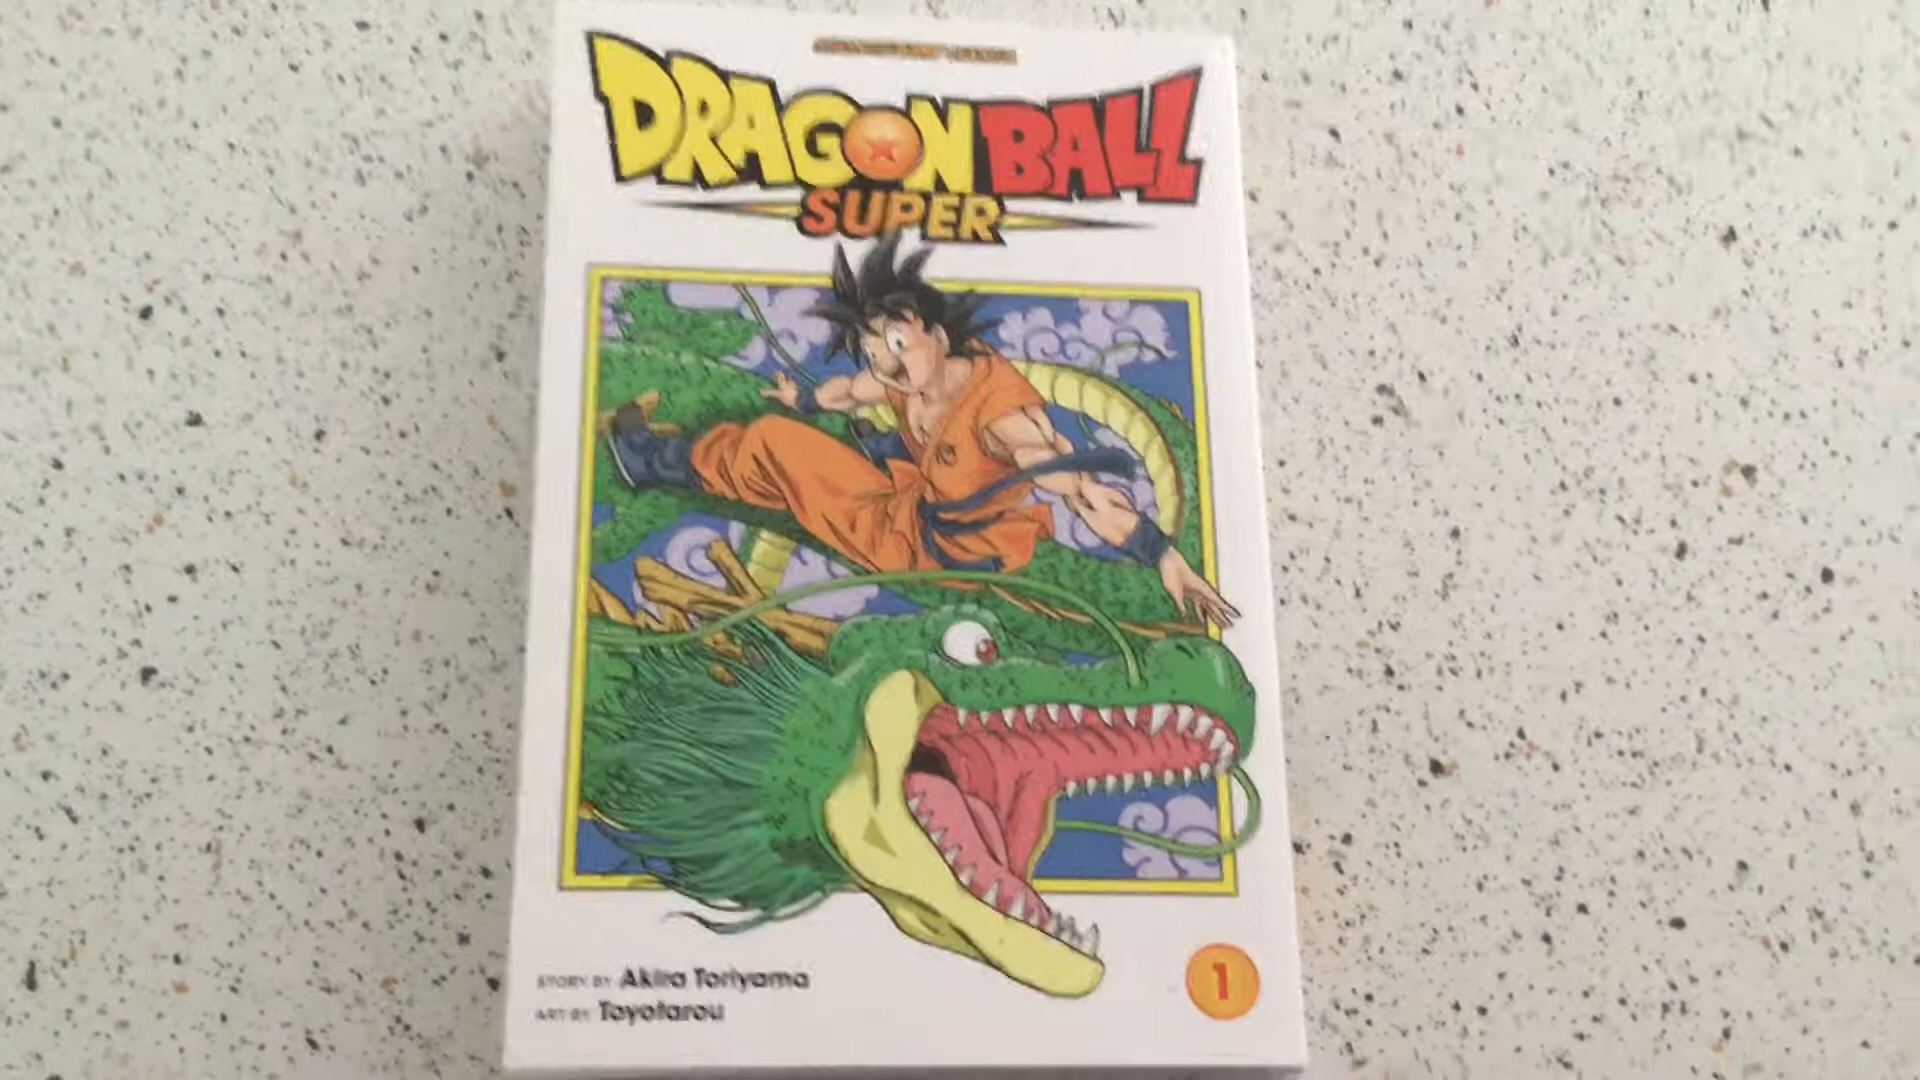 DRAGON BALL
SUPER
STORY BY Akira Toriyama
ART BY Toyotarou
1